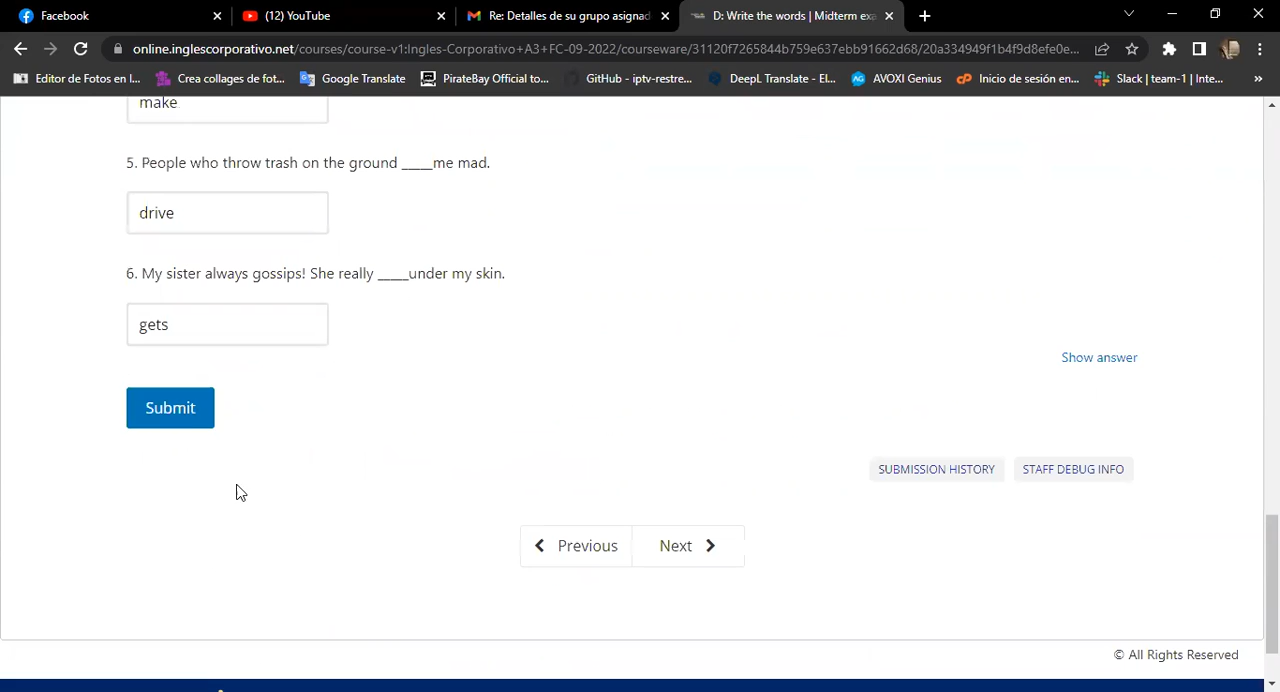 Facebook
(12) YouTube
Re: Detalles de su grupo asignad
D: Write the words | Midterm exa
online.inglescorporativo.net/courses/course-v1:Ingles-Corporativo+A3+FC-09-2022/courseware/31120f7265844b759e637ebb91662d68/20a334949f1b4f9d8efe0e...
Editor de Fotos en l...
Crea collages de fot...
Google Translate
PirateBay Official to...
GitHub - iptv-restre...
DeepL Translate - El...
AVOXI Genius
Inicio de sesión en...
Slack | team-1 | Inte...
make
5. People who throw trash on the ground _____me mad.
drive
6. My sister always gossips! She really _____under my skin.
gets
Show answer
Submit
SUBMISSION HISTORY
STAFF DEBUG INFO
Previous
Next
© All Rights Reserved